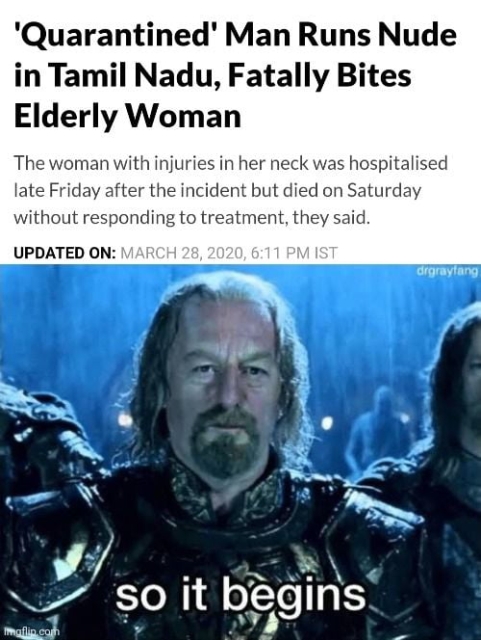 'Quarantined' Man Runs Nude
in Tamil Nadu, Fatally Bites
Elderly Woman
The woman with injuries in her neck was hospitalised
late Friday after the incident but died on Saturday
without responding to treatment, they said.
UPDATED ON: MARCH 28, 2020, 6:11 PM IST
drgrayfang
so it begins
imgflip.com